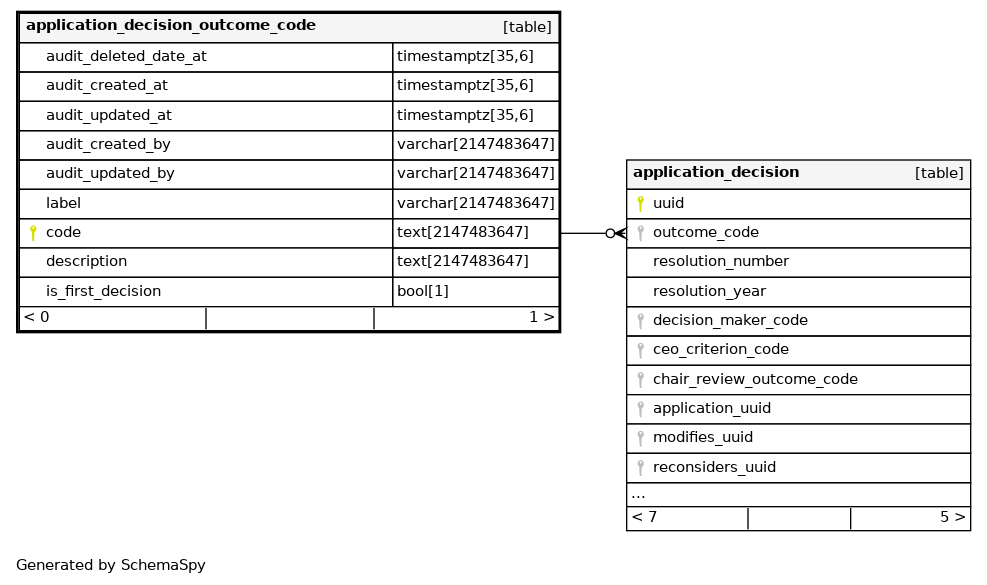 application_decision_outcome_code [table]
audit_deleted_date_at timestamptz[35,6]
audit_created_at timestamptz[35,6]
audit_updated_at timestamptz[35,6]
audit_created_by varchar[2147483647]
audit_updated_by varchar[2147483647]
label varchar[2147483647]
code text[2147483647]
description text[2147483647]
is_first_decision bool[1]
< 0 1 >
application_decision [table]
uuid
outcome_code
resolution_number
resolution_year
decision_maker_code
ceo_criterion_code
chair_review_outcome_code
application_uuid
modifies_uuid
reconsiders_uuid
...
< 7 5 >
Generated by SchemaSpy